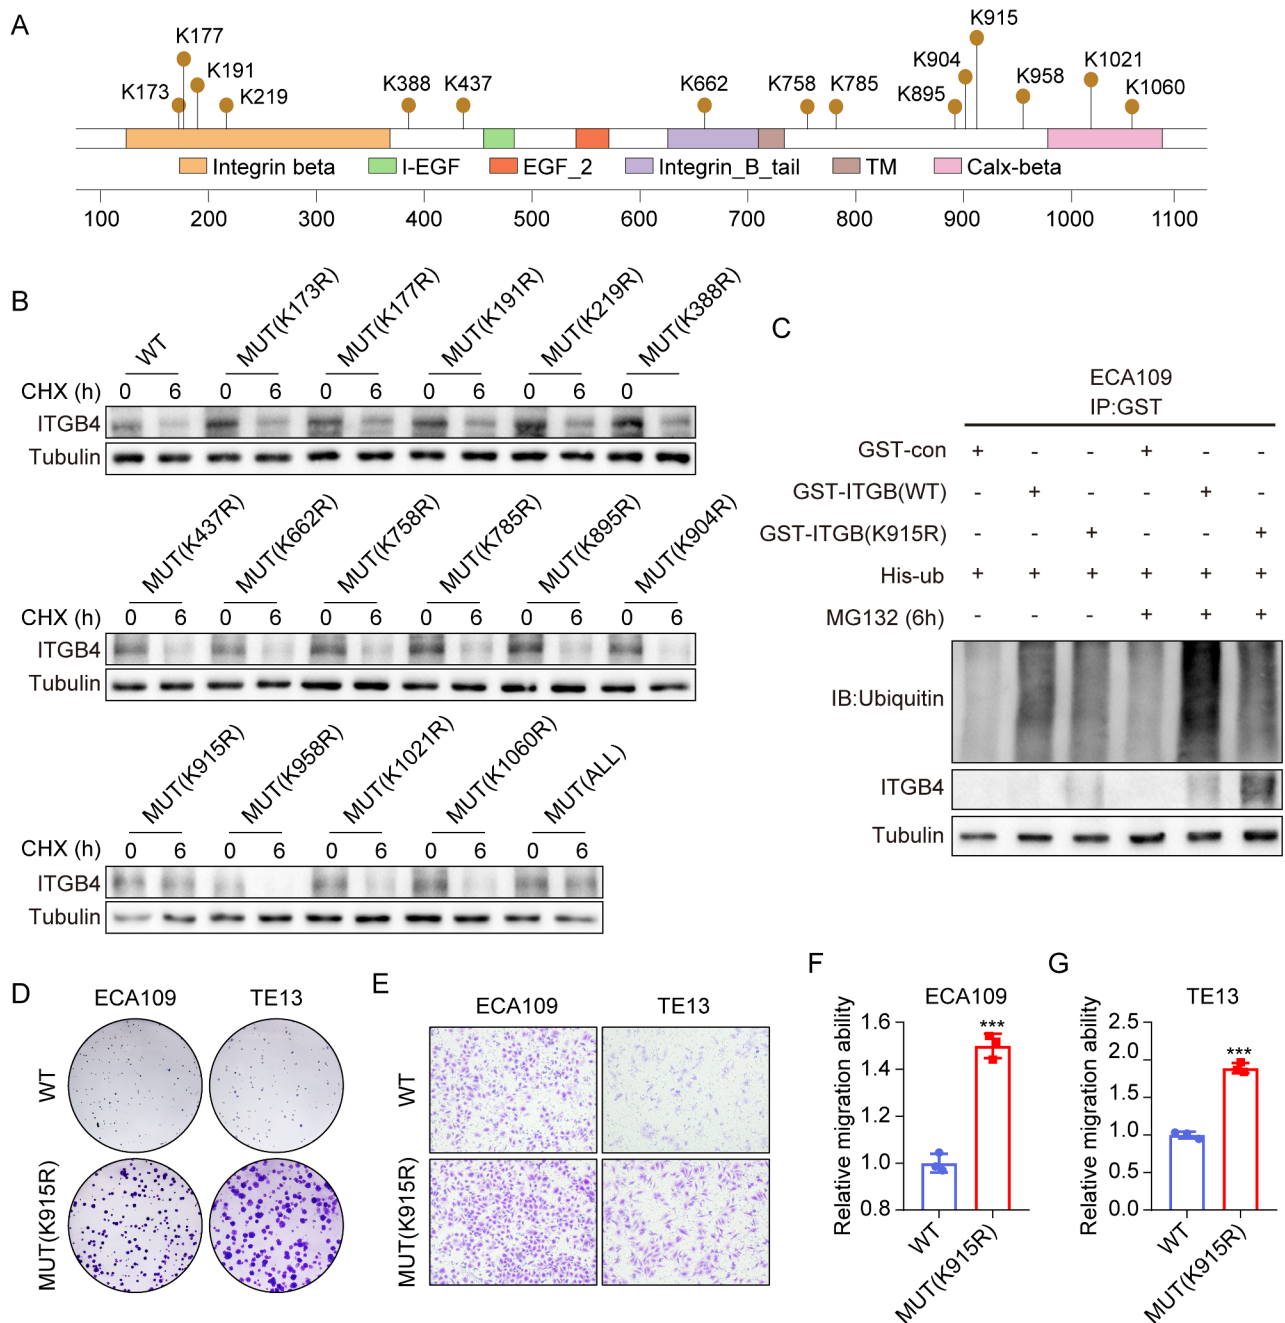 A
K177
K915
K173
K191
K219
K388
K437
K662
K758
K785
K895
K904
K958
K1021
K1060
Integrin beta
I-EGF
EGF_2
Integrin_B_tail
TM
Calx-beta
100 200 300 400 500 600 700 800 900 1000 1100
B
WT MUT(K173R) MUT(K177R) MUT(K191R) MUT(K219R) MUT(K388R)
CHX (h) 0 6 0 6 0 6 0 6 0 6 0
ITGB4
Tubulin
MUT(K437R) MUT(K662R) MUT(K758R) MUT(K785R) MUT(K895R) MUT(K904R)
CHX (h) 0 6 0 6 0 6 0 6 0 6 0 6
ITGB4
Tubulin
MUT(K915R) MUT(K958R) MUT(K1021R) MUT(K1060R) MUT(ALL)
CHX (h) 0 6 0 6 0 6 0 6 0 6
ITGB4
Tubulin
C
ECA109
IP:GST
GST-con + - - + - -
GST-ITGB(WT) - + - - + -
GST-ITGB(K915R) - - + - - +
His-ub + + + + + +
MG132 (6h) - - - + + +
IB:Ubiquitin
ITGB4
Tubulin
D
ECA109 TE13
WT
MUT(K915R)
E
ECA109 TE13
WT
MUT(K915R)
F
ECA109
Relative migration ability
1.6
1.4
1.2
1.0
0.8
***
WT
MUT(K915R)
G
TE13
Relative migration ability
2.5
2.0
1.5
1.0
0.5
0.0
***
WT
MUT(K915R)